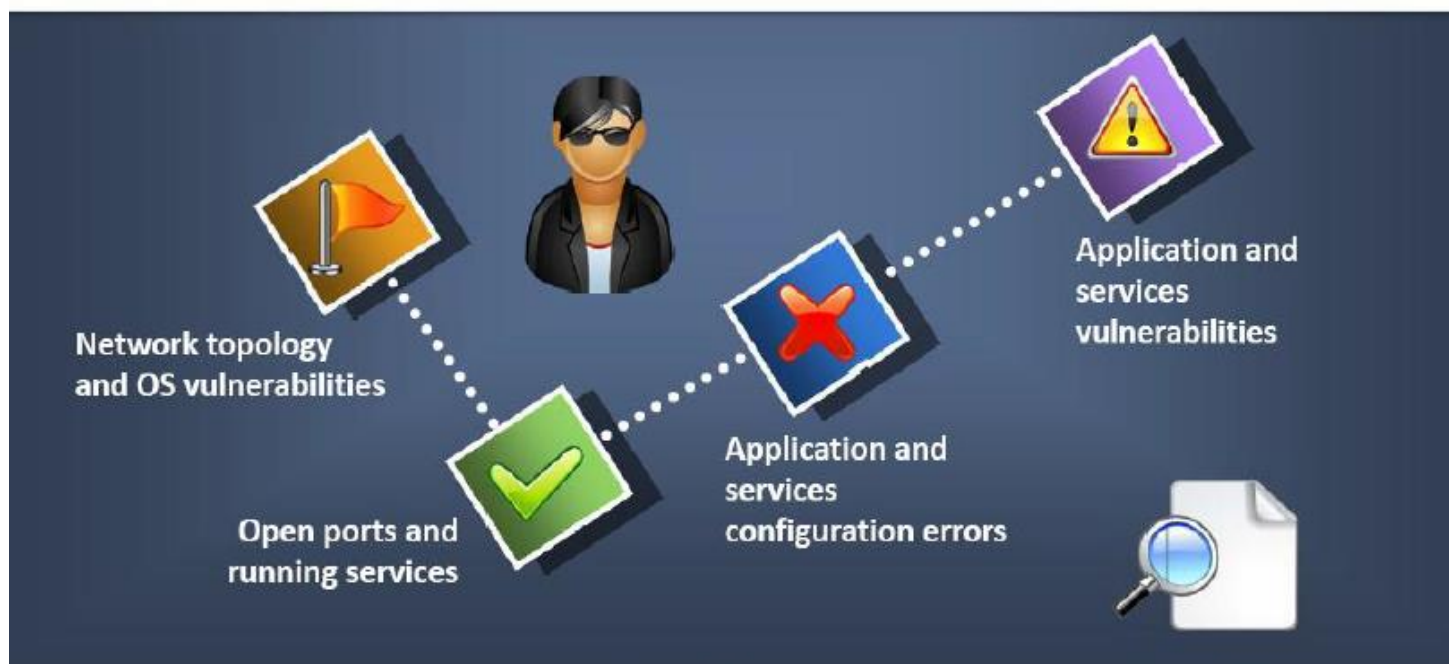 Network topology
and OS vulnerabilities
Open ports and
running services
Application and
services
configuration errors
Application and
services
vulnerabilities